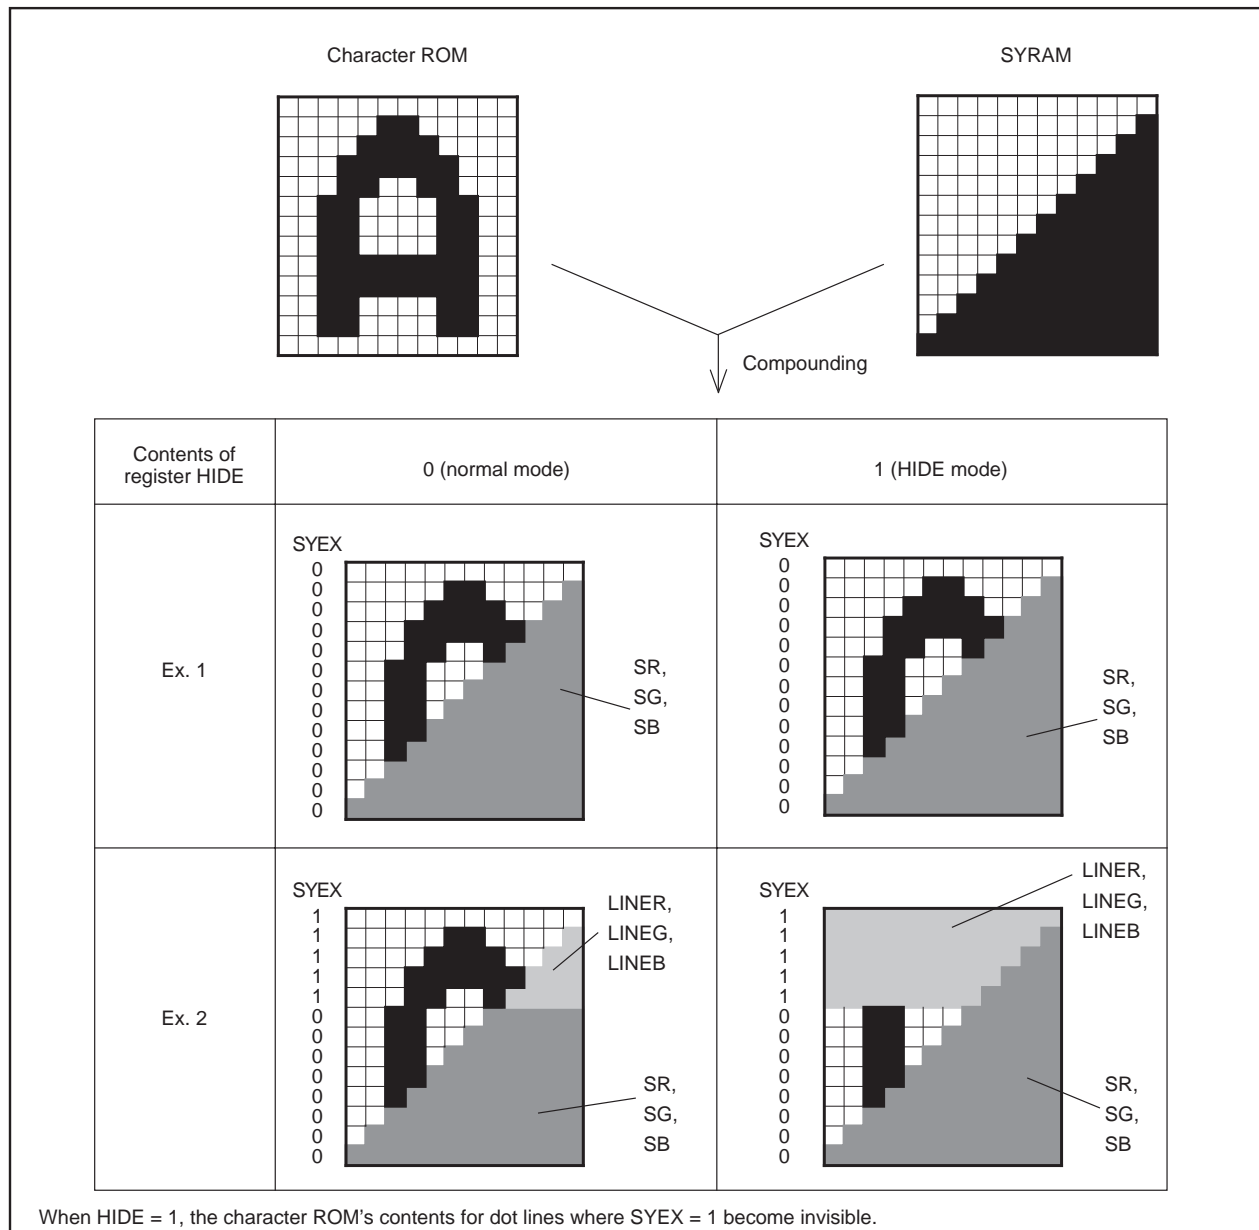 Character ROM
SYRAM
Compounding
Contents of
register HIDE
0 (normal mode)
1 (HIDE mode)
Ex. 1
SYEX
0
0
0
0
0
0
0
0
0
0
0
0
0
SR,
SG,
SB
SYEX
0
0
0
0
0
0
0
0
0
0
0
0
0
SR,
SG,
SB
Ex. 2
SYEX
1
1
1
1
1
0
0
0
0
0
0
0
0
LINER,
LINEG,
LINEB
SR,
SG,
SB
SYEX
1
1
1
1
1
0
0
0
0
0
0
0
0
LINER,
LINEG,
LINEB
SR,
SG,
SB
When HIDE = 1, the character ROM's contents for dot lines where SYEX = 1 become invisible.